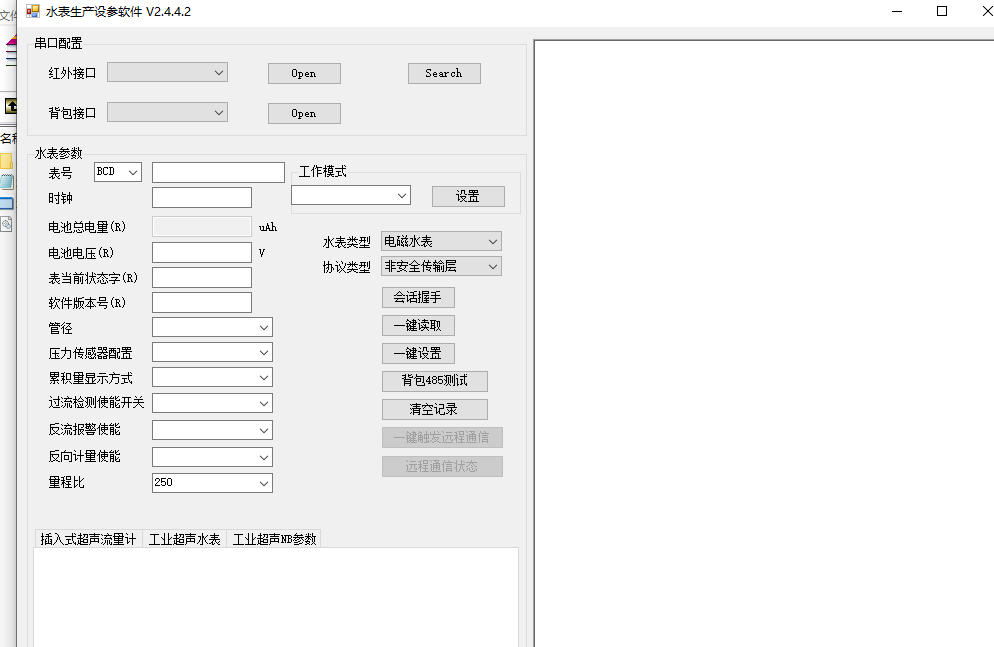 文件
水表生产设参软件 V2.4.4.2
串口配置
红外接口 Open Search
背包接口 Open
名称
水表参数
表号 BCD
工作模式
时钟
设置
电池总电量(R) uAh
水表类型 电磁水表
电池电压(R) V
协议类型 非安全传输层
表当前状态字(R)
会话握手
软件版本号(R)
管径
一键读取
压力传感器配置
一键设置
累积量显示方式
背包485测试
过流检测使能开关
清空记录
反流报警使能
一键触发远程通信
反向计量使能
远程通信状态
量程比 250
插入式超声流量计 工业超声水表 工业超声NB参数